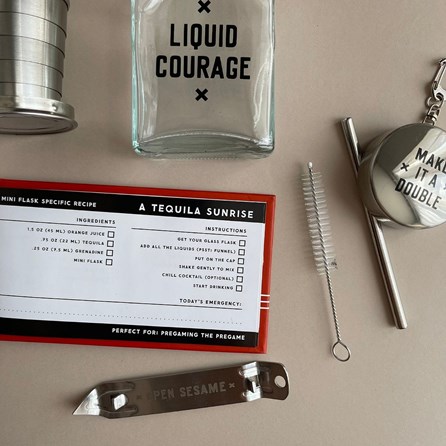 × 
LIQUID
COURAGE
×
MAKE
× IT A
DOUBLE
MINI FLASK SPECIFIC RECIPE
A TEQUILA SUNRISE
INGREDIENTS
1.5 OZ (45 ML) ORANGE JUICE
.75 OZ (22 ML) TEQUILA
.25 OZ (7.5 ML) GRENADINE
MINI FLASK
INSTRUCTIONS
GET YOUR GLASS FLASK
ADD ALL THE LIQUIDS (PSST: FUNNEL)
PUT ON THE CAP
SHAKE GENTLY TO MIX
CHILL COCKTAIL (OPTIONAL)
START DRINKING
TODAY'S EMERGENCY:
PERFECT FOR: PREGAMING THE PREGAME
OPEN SESAME ×